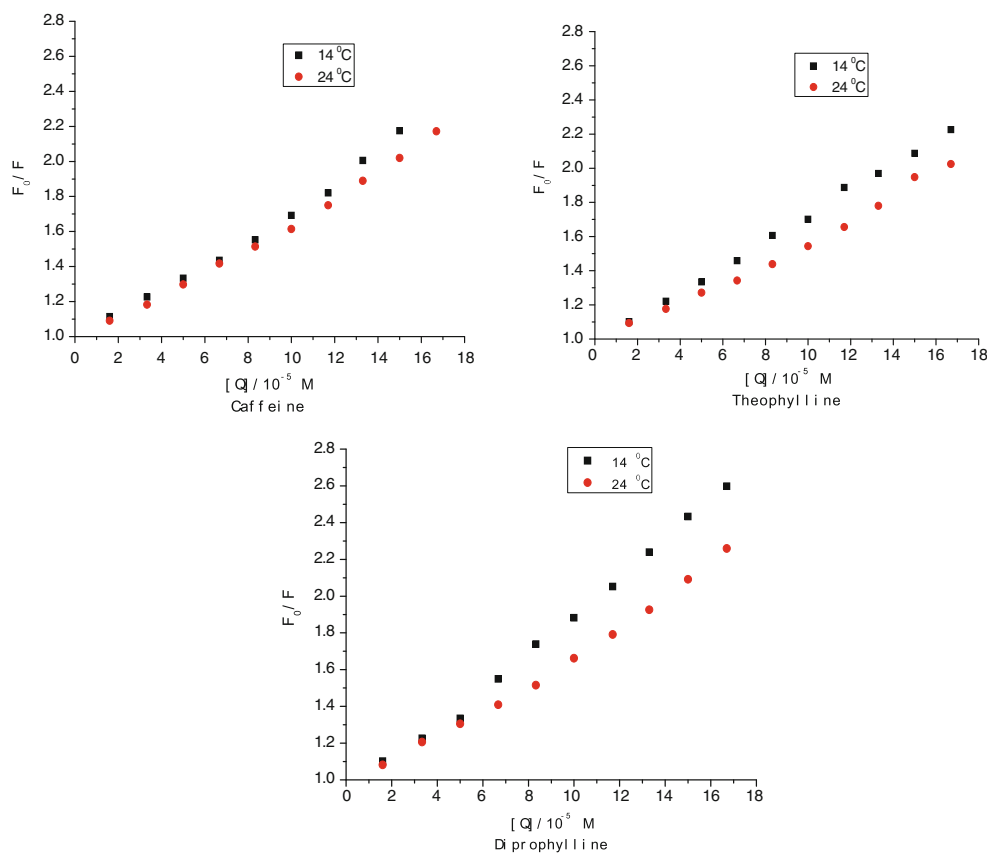 2.8
2.6
2.4
2.2
2.0
1.8
1.6
1.4
1.2
1.0
F0/ F
14 0C
24 0C
0 2 4 6 8 10 12 14 16 18
[ Q] / 10-5 M
Caffeine
2.8
2.6
2.4
2.2
2.0
1.8
1.6
1.4
1.2
1.0
F0/ F
14 0C
24 0C
0 2 4 6 8 10 12 14 16 18
[ Q] / 10-5 M
Theophylline
2.8
2.6
2.4
2.2
2.0
1.8
1.6
1.4
1.2
1.0
F0/ F
14 0C
24 0C
0 2 4 6 8 10 12 14 16 18
[ Q] / 10-5 M
Diprophylline